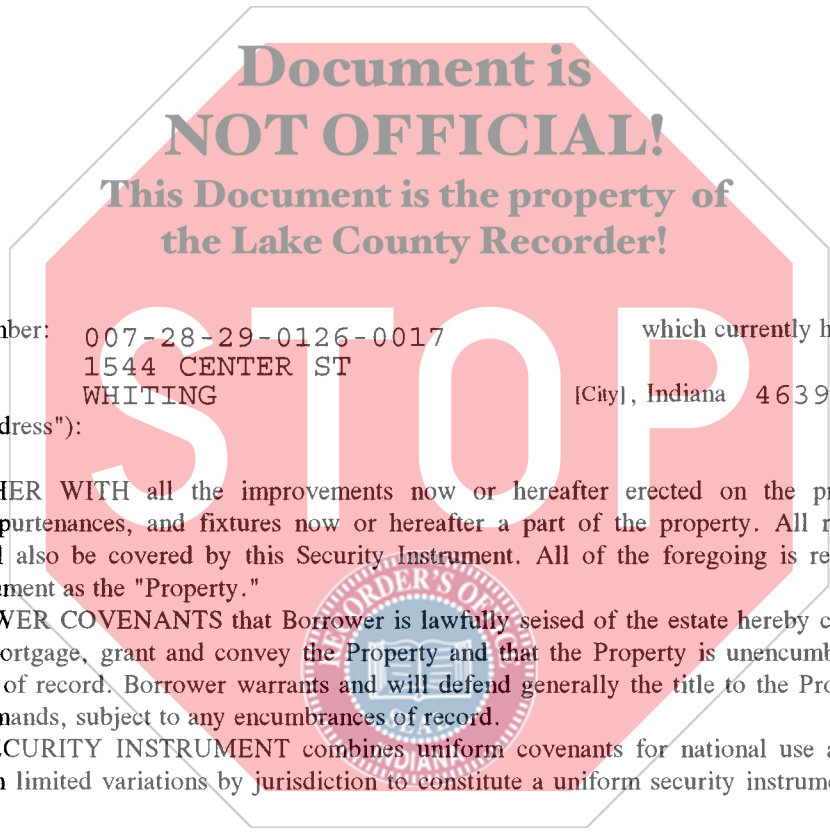 Document is
NOT OFFICIAL!
This Document is the property of
the Lake County Recorder!
STOP
nber: 007-28-29-0126-0017 which currently h
1544 CENTER ST
WHITING [City], Indiana 4639
dress"):
HER WITH all the improvements now or hereafter erected on the pr
purtenances, and fixtures now or hereafter a part of the property. All r
l also be covered by this Security Instrument. All of the foregoing is re
ument as the "Property."
WER COVENANTS that Borrower is lawfully seised of the estate hereby c
ortgage, grant and convey the Property and that the Property is unencumb
of record. Borrower warrants and will defend generally the title to the Pro
mands, subject to any encumbrances of record.
ECURITY INSTRUMENT combines uniform covenants for national use a
n limited variations by jurisdiction to constitute a uniform security instrume
RECORDER'S OFFICE
INDIANA